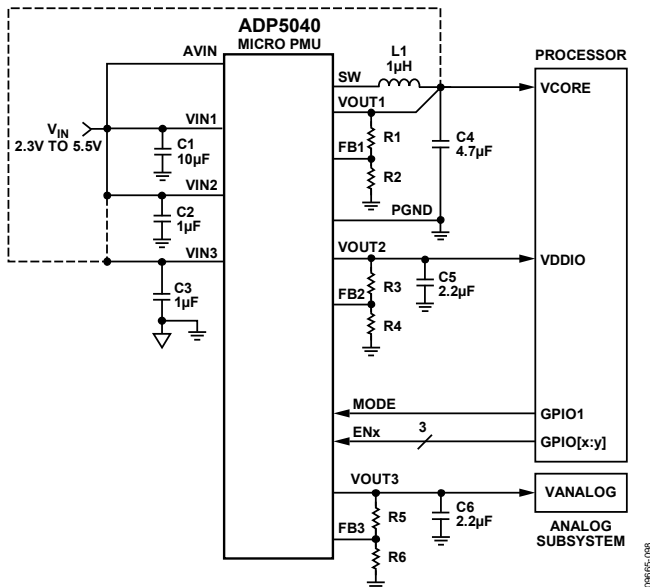 ADP5040
MICRO PMU
AVIN
VIN1
VIN
2.3V TO 5.5V
C1
10µF
VIN2
C2
1µF
VIN3
C3
1µF
SW
L1
1µH
VOUT1
R1
FB1
R2
C4
4.7µF
PGND
VOUT2
R3
C5
2.2µF
FB2
R4
MODE
ENx
3
VOUT3
R5
C6
2.2µF
FB3
R6
PROCESSOR
VCORE
VDDIO
GPIO1
GPIO[x:y]
VANALOG
ANALOG
SUBSYSTEM
09665-098